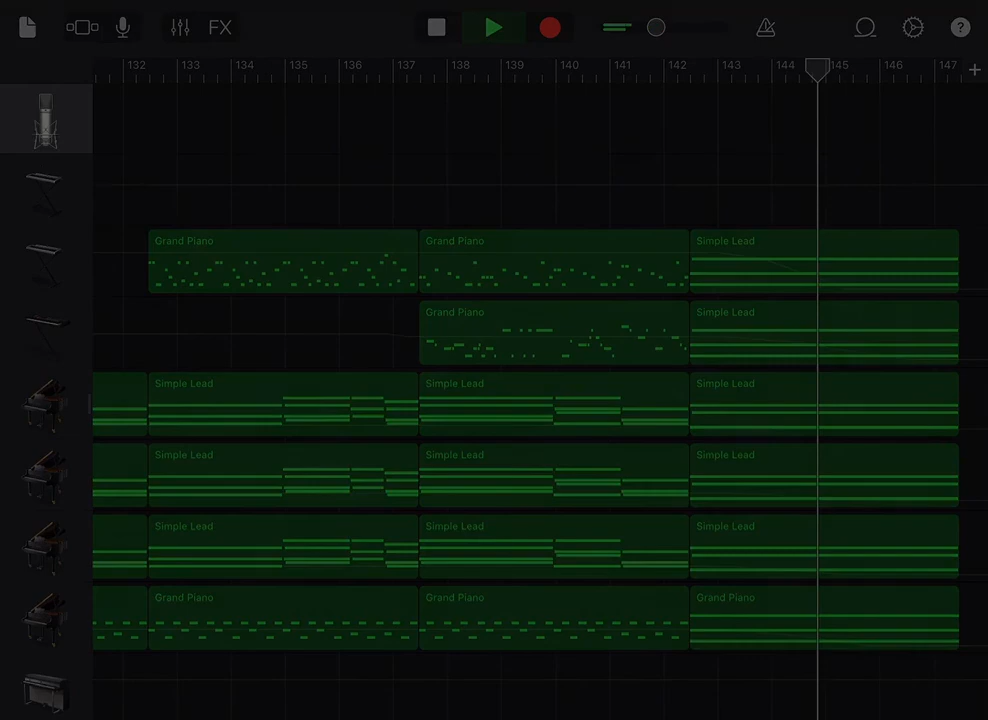 FX
?
132 133 134 135 136 137 138 139 140 141 142 143 144 145 146 147 +
Grand Piano Grand Piano Simple Lead
Grand Piano Simple Lead
Simple Lead Simple Lead Simple Lead
Simple Lead Simple Lead Simple Lead
Simple Lead Simple Lead Simple Lead
Grand Piano Grand Piano Grand Piano